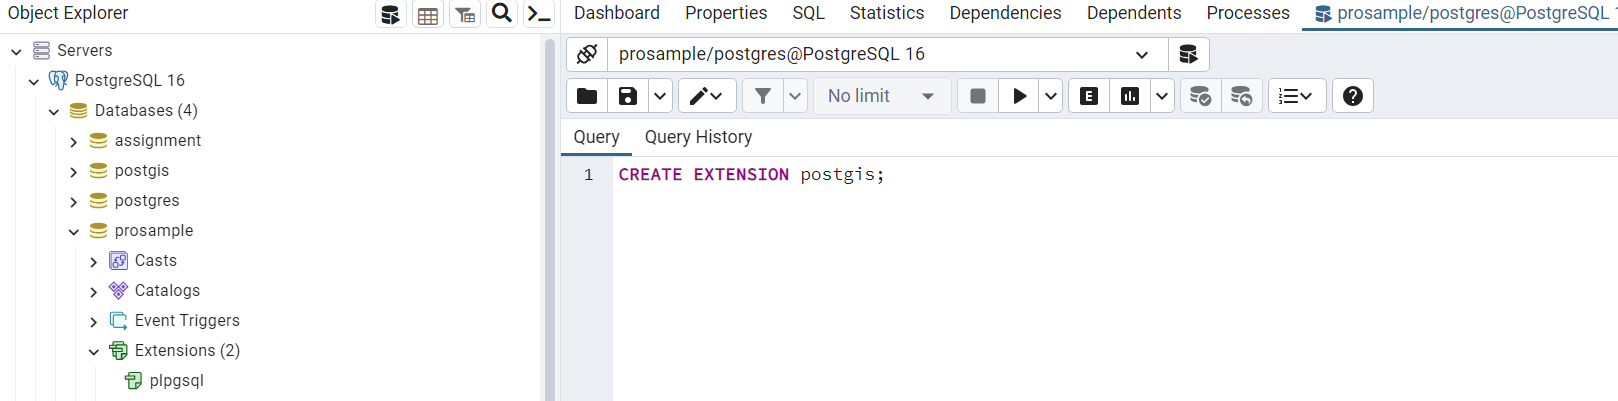 Object Explorer
Dashboard Properties SQL Statistics Dependencies Dependents Processes prosample/postgres@PostgreSQL 1
Servers
PostgreSQL 16
Databases (4)
assignment
postgis
postgres
prosample
Casts
Catalogs
Event Triggers
Extensions (2)
plpgsql
prosample/postgres@PostgreSQL 16
No limit
E
Query Query History
1 CREATE EXTENSION postgis;